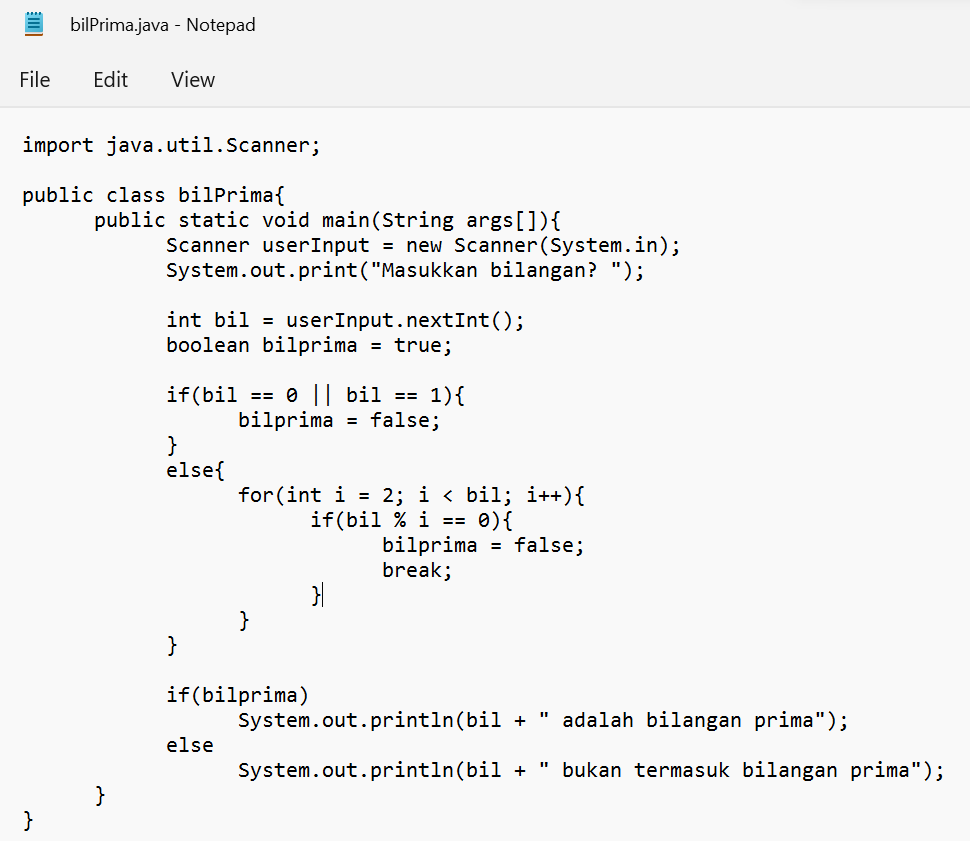 bilPrima.java - Notepad
File Edit View
import java.util.Scanner;
public class bilPrima{
public static void main(String args[]){
Scanner userInput = new Scanner(System.in);
System.out.print("Masukkan bilangan? ");
int bil = userInput.nextInt();
boolean bilprima = true;
if(bil == 0 || bil == 1){
bilprima = false;
}
else{
for(int i = 2; i < bil; i++){
if(bil % i == 0){
bilprima = false;
break;
}
}
}
if(bilprima)
System.out.println(bil + " adalah bilangan prima");
else
System.out.println(bil + " bukan termasuk bilangan prima");
}
}